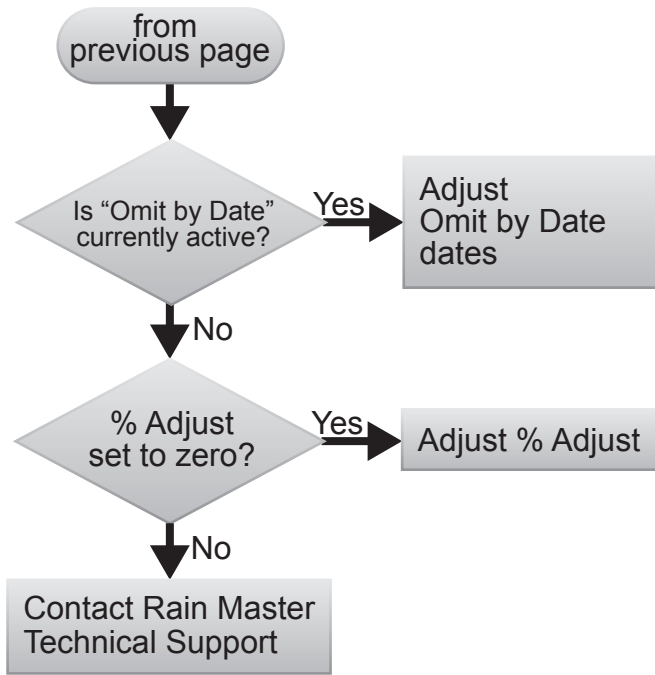 from
previous page
Is “Omit by Date”
currently active?
Yes
Adjust
Omit by Date
dates
No
% Adjust
set to zero?
Yes
Adjust % Adjust
No
Contact Rain Master
Technical Support